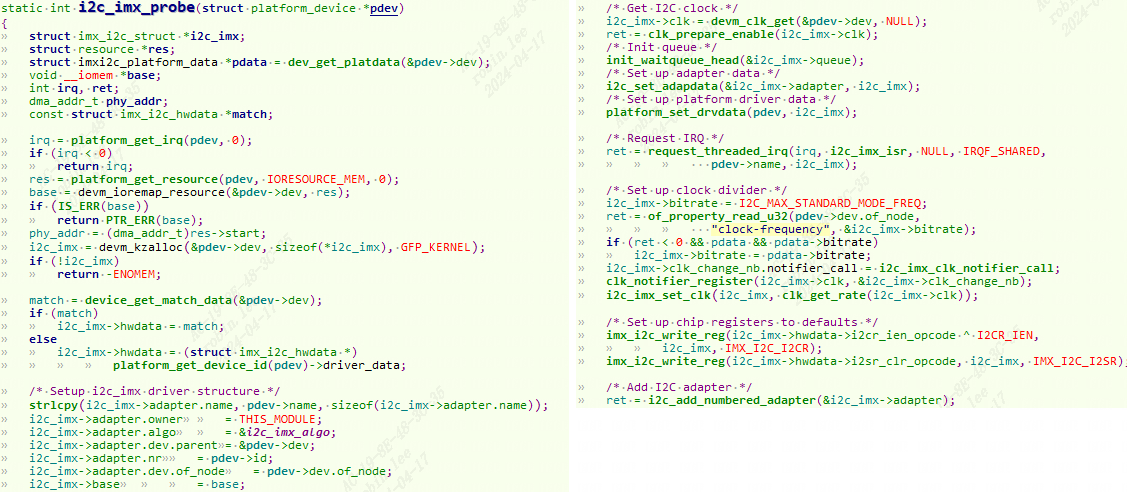 static int i2c_imx_probe(struct platform_device *pdev)
{
struct imx_i2c_struct *i2c_imx;
struct resource *res;
struct imxi2c_platform_data *pdata = dev_get_platdata(&pdev->dev);
void __iomem *base;
int irq, ret;
dma_addr_t phy_addr;
const struct imx_i2c_hwdata *match;
irq = platform_get_irq(pdev, 0);
if (irq < 0)
return irq;
res = platform_get_resource(pdev, IORESOURCE_MEM, 0);
base = devm_ioremap_resource(&pdev->dev, res);
if (IS_ERR(base))
return PTR_ERR(base);
phy_addr = (dma_addr_t)res->start;
i2c_imx = devm_kzalloc(&pdev->dev, sizeof(*i2c_imx), GFP_KERNEL);
if (!i2c_imx)
return -ENOMEM;
match = device_get_match_data(&pdev->dev);
if (match)
i2c_imx->hwdata = match;
else
i2c_imx->hwdata = (struct imx_i2c_hwdata *)
platform_get_device_id(pdev)->driver_data;
/* Setup i2c_imx driver structure */
strlcpy(i2c_imx->adapter.name, pdev->name, sizeof(i2c_imx->adapter.name));
i2c_imx->adapter.owner = THIS_MODULE;
i2c_imx->adapter.algo = &i2c_imx_algo;
i2c_imx->adapter.dev.parent = &pdev->dev;
i2c_imx->adapter.nr = pdev->id;
i2c_imx->adapter.dev.of_node = pdev->dev.of_node;
i2c_imx->base = base;
/* Get I2C clock */
i2c_imx->clk = devm_clk_get(&pdev->dev, NULL);
ret = clk_prepare_enable(i2c_imx->clk);
/* Init queue */
init_waitqueue_head(&i2c_imx->queue);
/* Set up adapter data */
i2c_set_adapdata(&i2c_imx->adapter, i2c_imx);
/* Set up platform driver data */
platform_set_drvdata(pdev, i2c_imx);
/* Request IRQ */
ret = request_threaded_irq(irq, i2c_imx_isr, NULL, IRQF_SHARED,
pdev->name, i2c_imx);
/* Set up clock divider */
i2c_imx->bitrate = I2C_MAX_STANDARD_MODE_FREQ;
ret = of_property_read_u32(pdev->dev.of_node,
"clock-frequency", &i2c_imx->bitrate);
if (ret < 0 && pdata && pdata->bitrate)
i2c_imx->bitrate = pdata->bitrate;
i2c_imx->clk_change_nb.notifier_call = i2c_imx_clk_notifier_call;
clk_notifier_register(i2c_imx->clk, &i2c_imx->clk_change_nb);
i2c_imx_set_clk(i2c_imx, clk_get_rate(i2c_imx->clk));
/* Set up chip registers to defaults */
imx_i2c_write_reg(i2c_imx->hwdata->i2cr_ien_opcode ^ I2CR_IEN,
i2c_imx, IMX_I2C_I2CR);
imx_i2c_write_reg(i2c_imx->hwdata->i2sr_clr_opcode, i2c_imx, IMX_I2C_I2SR);
/* Add I2C adapter */
ret = i2c_add_numbered_adapter(&i2c_imx->adapter);